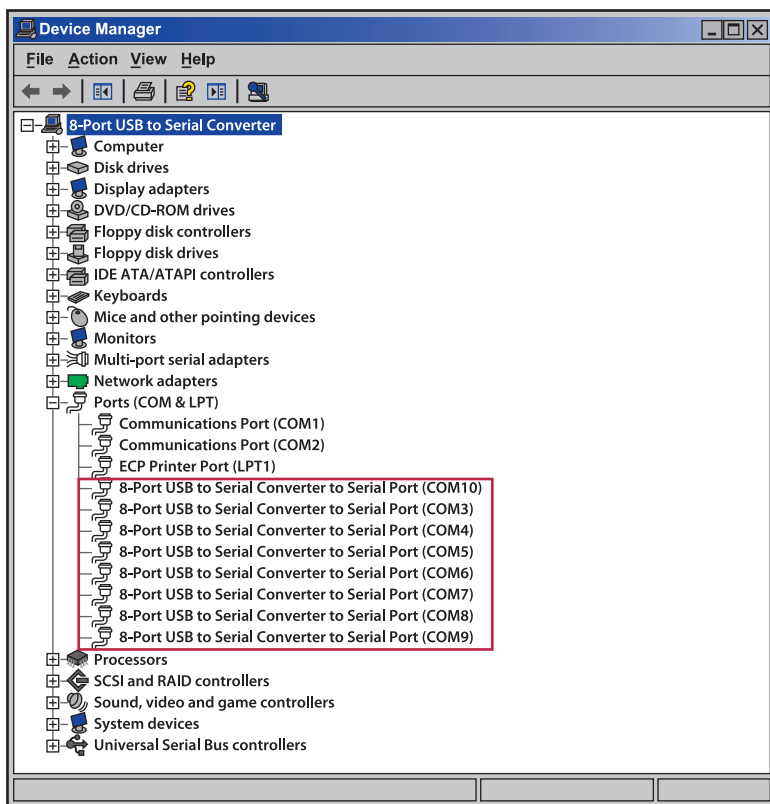 Device Manager
File Action View Help
8-Port USB to Serial Converter
Computer
Disk drives
Display adapters
DVD/CD-ROM drives
Floppy disk controllers
Floppy disk drives
IDE ATA/ATAPI controllers
Keyboards
Mice and other pointing devices
Monitors
Multi-port serial adapters
Network adapters
Ports (COM & LPT)
Communications Port (COM1)
Communications Port (COM2)
ECP Printer Port (LPT1)
8-Port USB to Serial Converter to Serial Port (COM10)
8-Port USB to Serial Converter to Serial Port (COM3)
8-Port USB to Serial Converter to Serial Port (COM4)
8-Port USB to Serial Converter to Serial Port (COM5)
8-Port USB to Serial Converter to Serial Port (COM6)
8-Port USB to Serial Converter to Serial Port (COM7)
8-Port USB to Serial Converter to Serial Port (COM8)
8-Port USB to Serial Converter to Serial Port (COM9)
Processors
SCSI and RAID controllers
Sound, video and game controllers
System devices
Universal Serial Bus controllers